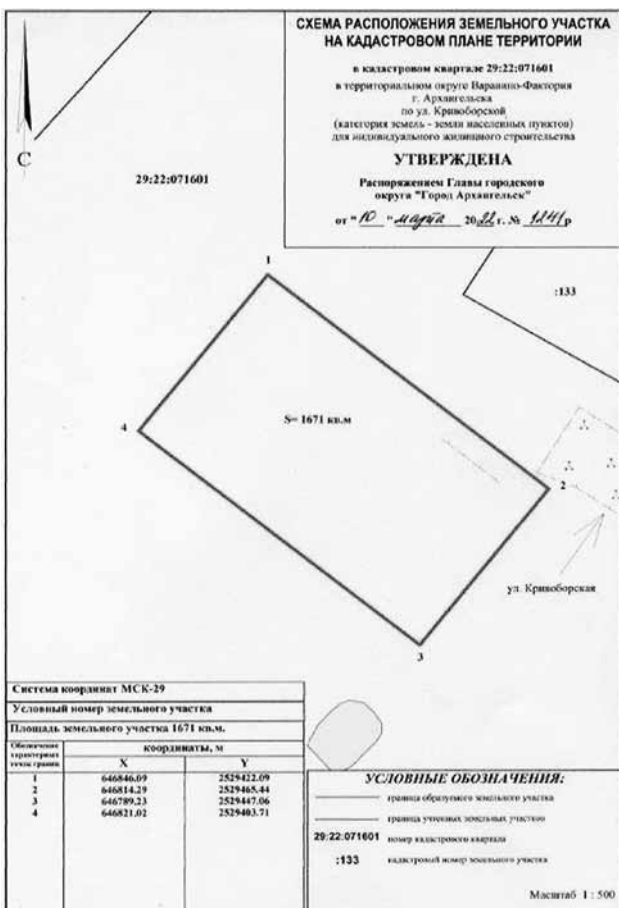 СХЕМА РАСПОЛОЖЕНИЯ ЗЕМЕЛЬНОГО УЧАСТКА
НА КАДАСТРОВОМ ПЛАНЕ ТЕРРИТОРИИ
в кадастровом квартале 29:22:071601
в территориальном округе Варавино-Фактория
г. Архангельска
по ул. Кривоборской
(категория земель - земли населенных пунктов)
для индивидуального жилищного строительства
УТВЕРЖДЕНА
Распоряжением Главы городского
округа "Город Архангельск"
от "10" марта 2022 г. № 1241р
С
29:22:071601
1
:133
4
S= 1671 кв.м
2
ул. Кривоборская
3
Система координат МСК-29
Условный номер земельного участка
Площадь земельного участка 1671 кв.м.
Обозначение характерных точек границ
координаты, м
X Y
1 646846.09 2529422.09
2 646814.29 2529465.44
3 646789.23 2529447.06
4 646821.02 2529403.71
УСЛОВНЫЕ ОБОЗНАЧЕНИЯ:
граница образуемого земельного участка
граница учтенных земельных участков
29:22:071601 номер кадастрового квартала
:133 кадастровый номер земельного участка
Масштаб 1 : 500